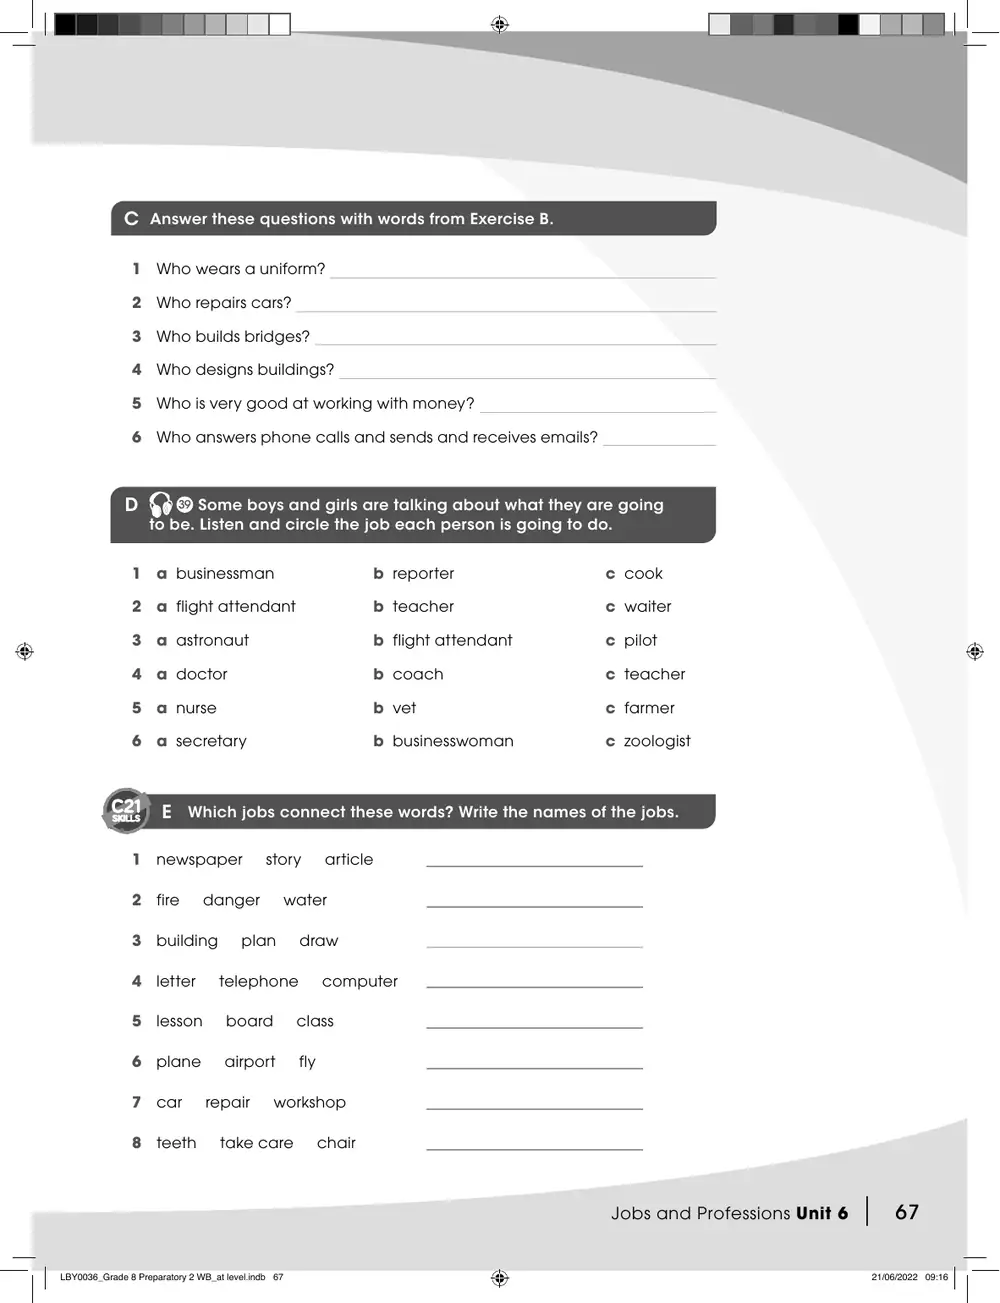 C Answer these questions with words from Exercise B.
1 Who wears a uniform?
2 Who repairs cars?
3 Who builds bridges?
4 Who designs buildings?
5 Who is very good at working with money?
6 Who answers phone calls and sends and receives emails?
D 39 Some boys and girls are talking about what they are going
to be. Listen and circle the job each person is going to do.
1 a businessman b reporter c cook
2 a flight attendant b teacher c waiter
3 a astronaut b flight attendant c pilot
4 a doctor b coach c teacher
5 a nurse b vet c farmer
6 a secretary b businesswoman c zoologist
C21
SKILLS
E Which jobs connect these words? Write the names of the jobs.
1 newspaper story article
2 fire danger water
3 building plan draw
4 letter telephone computer
5 lesson board class
6 plane airport fly
7 car repair workshop
8 teeth take care chair
Jobs and Professions Unit 6 67
LBY0036_Grade 8 Preparatory 2 WB_at level.indb 67 21/06/2022 09:16